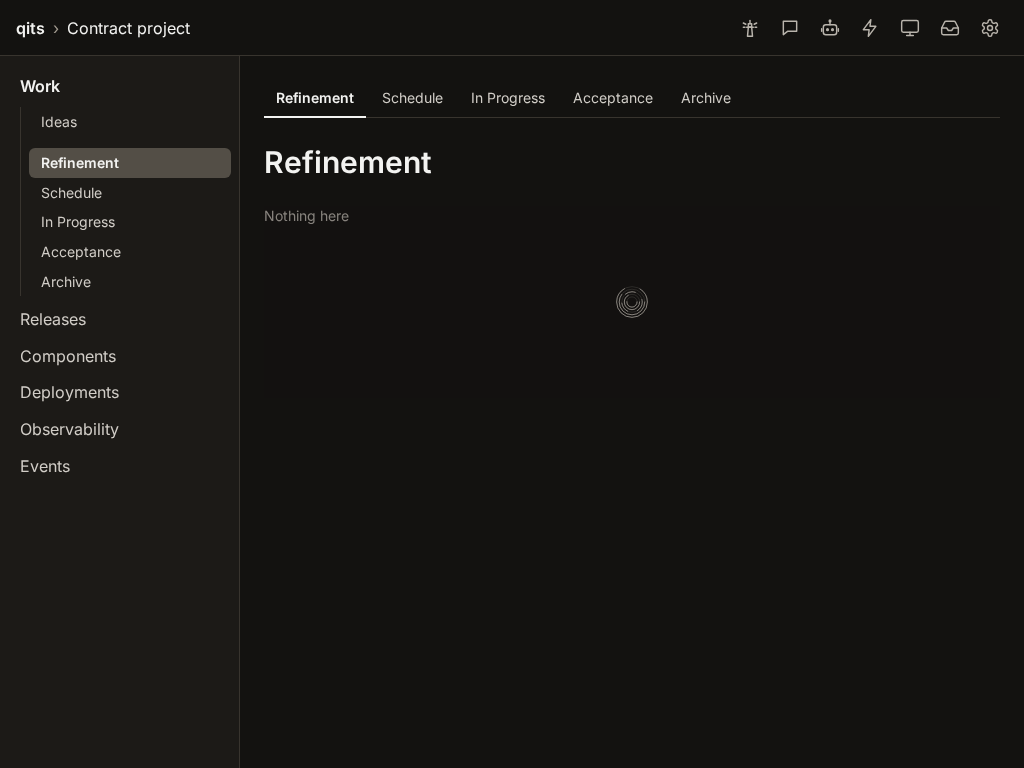 qits › Contract project
Work
Ideas
Refinement
Schedule
In Progress
Acceptance
Archive
Releases
Components
Deployments
Observability
Events
Refinement Schedule In Progress Acceptance Archive
Refinement
Nothing here